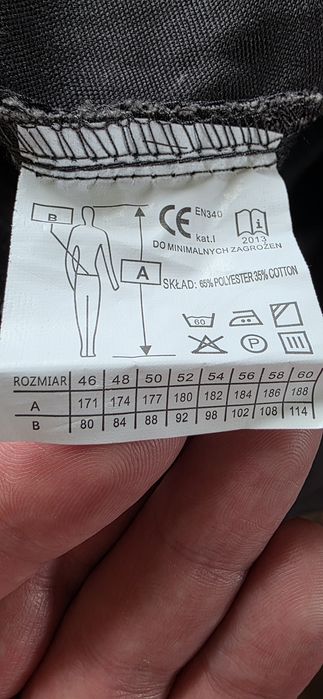 B
A
CE EN340
kat.I
i
2013
DO MINIMALNYCH ZAGROŻEŃ
SKŁAD: 65% POLYESTER 35% COTTON
60
P
ROZMIAR 46 48 50 52 54 56 58 60
A 171 174 177 180 182 184 186 188
B 80 84 88 92 98 102 108 114